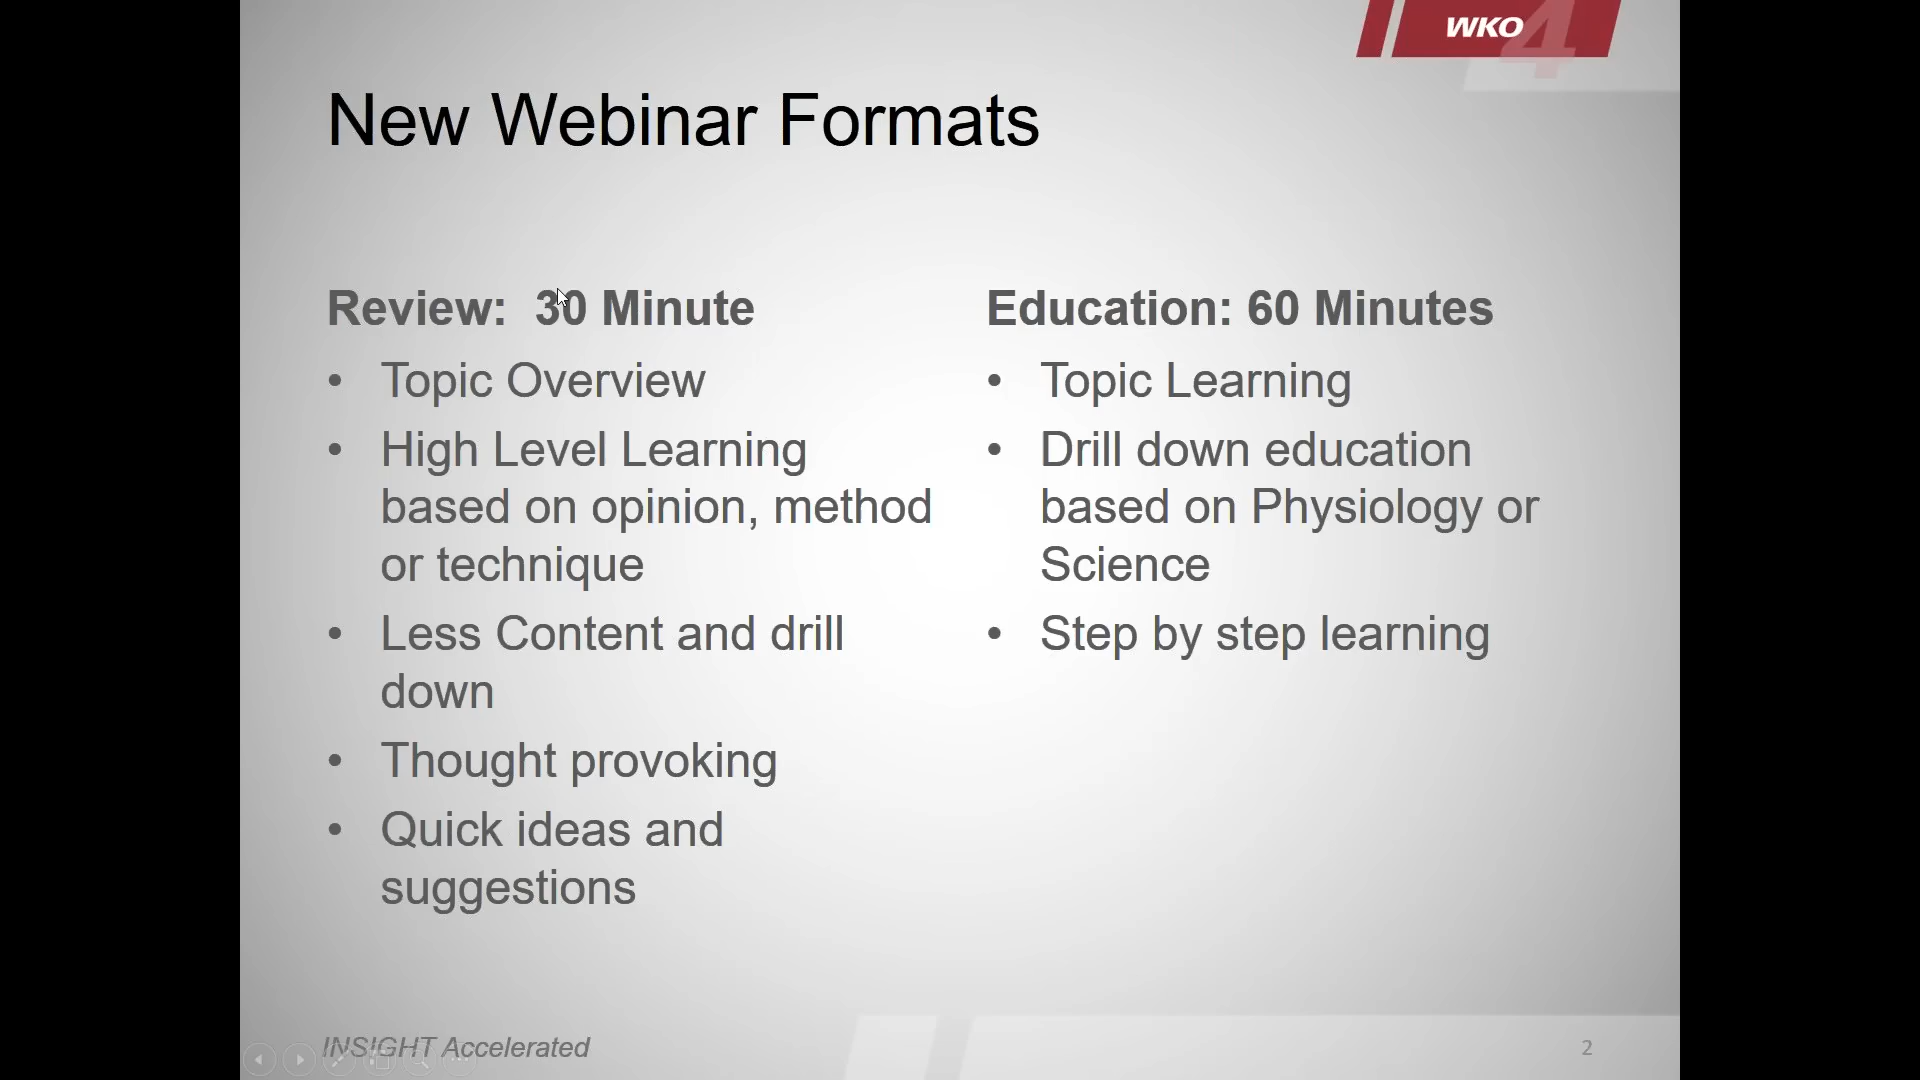 WKO
4
New Webinar Formats
Review:  30 Minute
• Topic Overview
• High Level Learning
based on opinion, method
or technique
• Less Content and drill
down
• Thought provoking
• Quick ideas and
suggestions
Education: 60 Minutes
• Topic Learning
• Drill down education
based on Physiology or
Science
• Step by step learning
INSIGHT Accelerated
2